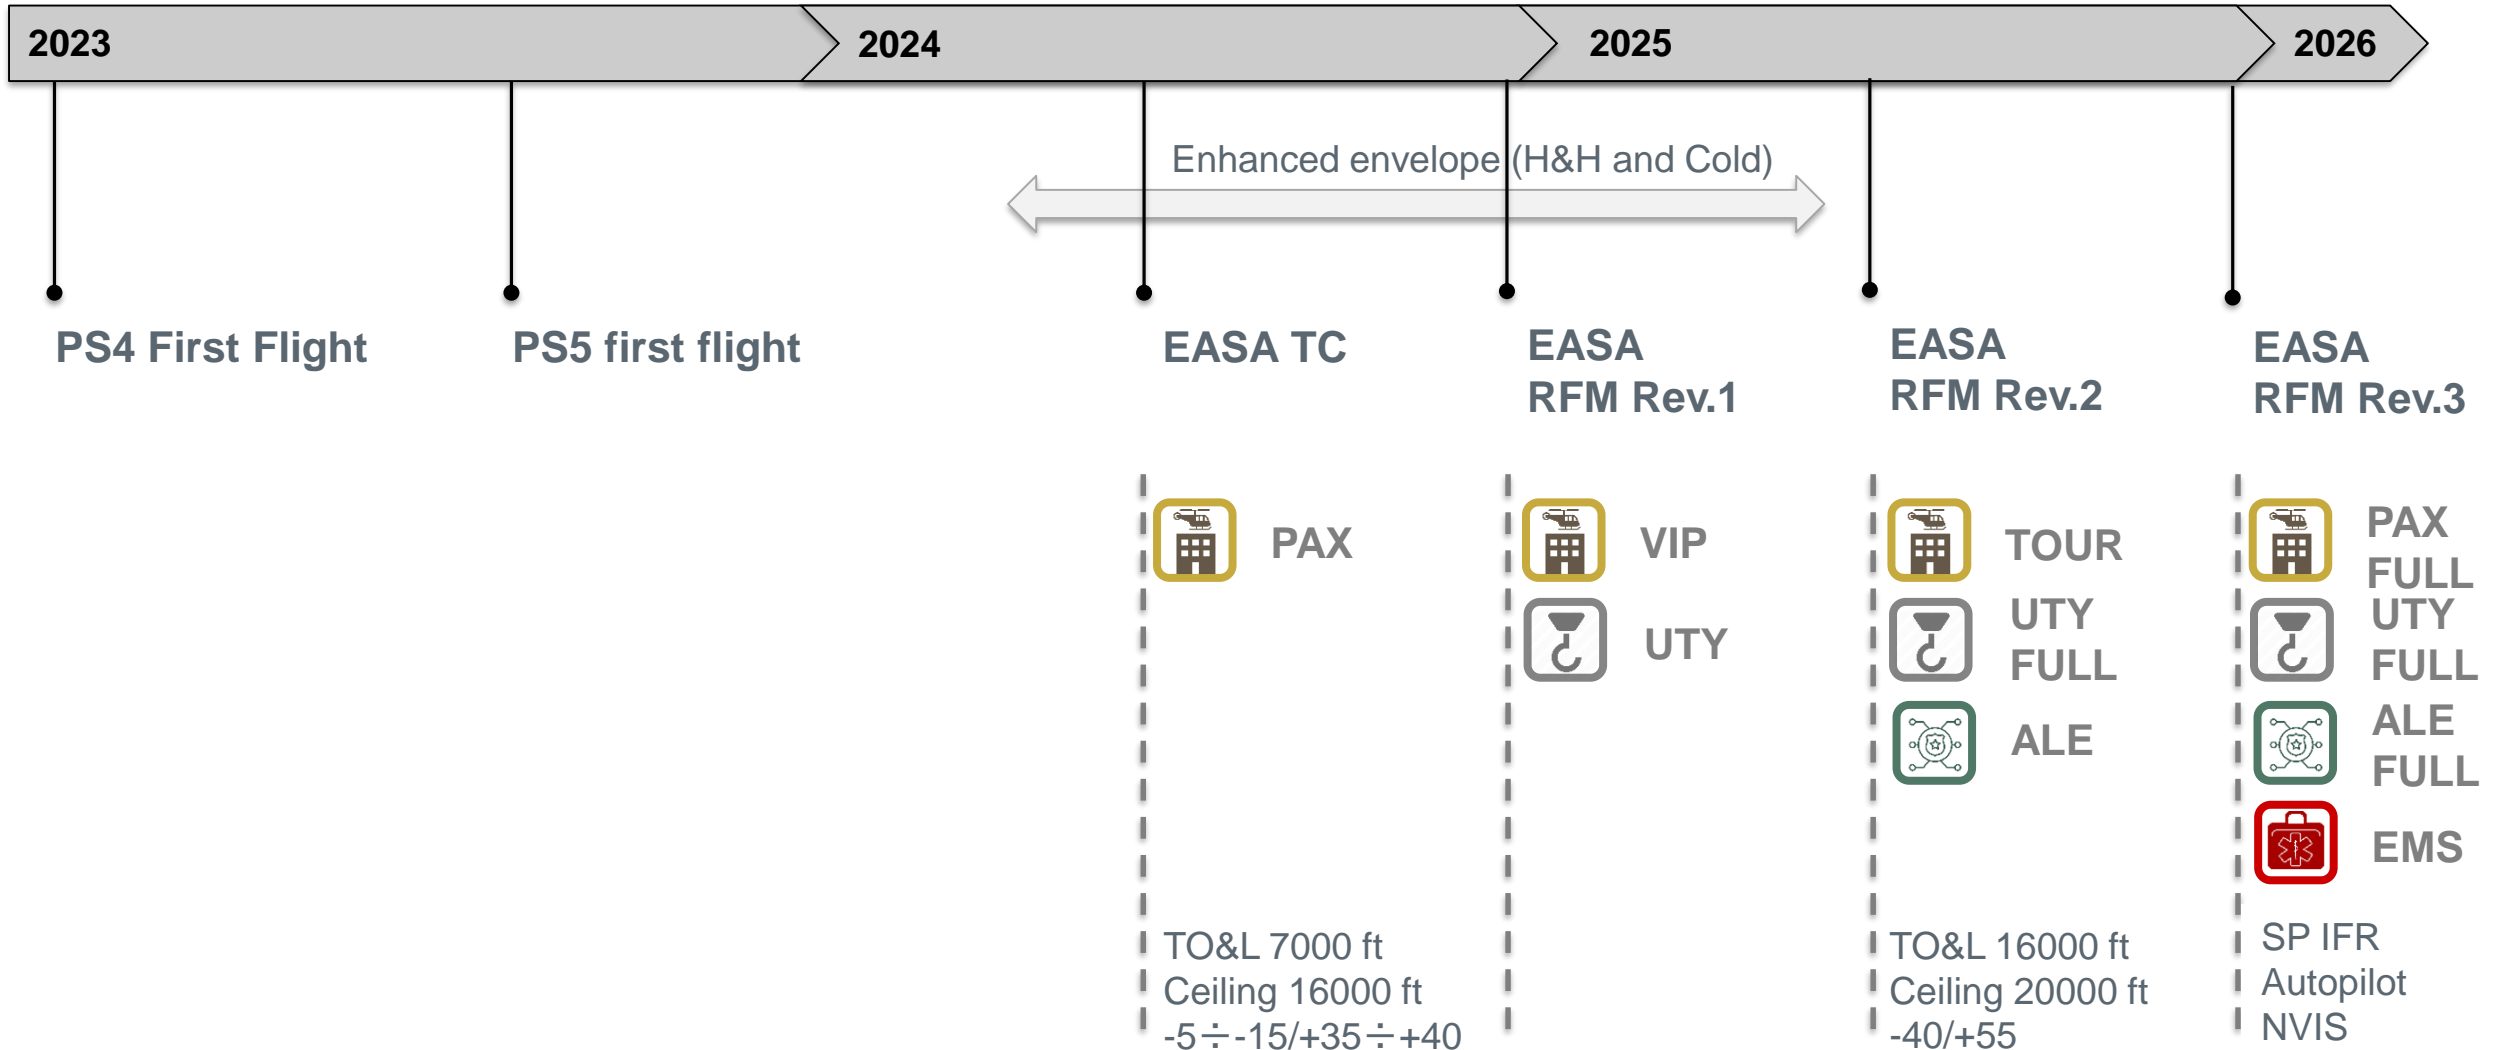 2023
2024
2025
2026
Enhanced envelope (H&H and Cold)
PS4 First Flight
PS5 first flight
EASA TC
EASA
RFM Rev.1
EASA
RFM Rev.2
EASA
RFM Rev.3
PAX
VIP
UTY
TOUR
UTY
FULL
ALE
PAX
FULL
UTY
FULL
ALE
FULL
EMS
TO&L 7000 ft
Ceiling 16000 ft
-5÷-15/+35÷+40
TO&L 16000 ft
Ceiling 20000 ft
-40/+55
SP IFR
Autopilot
NVIS